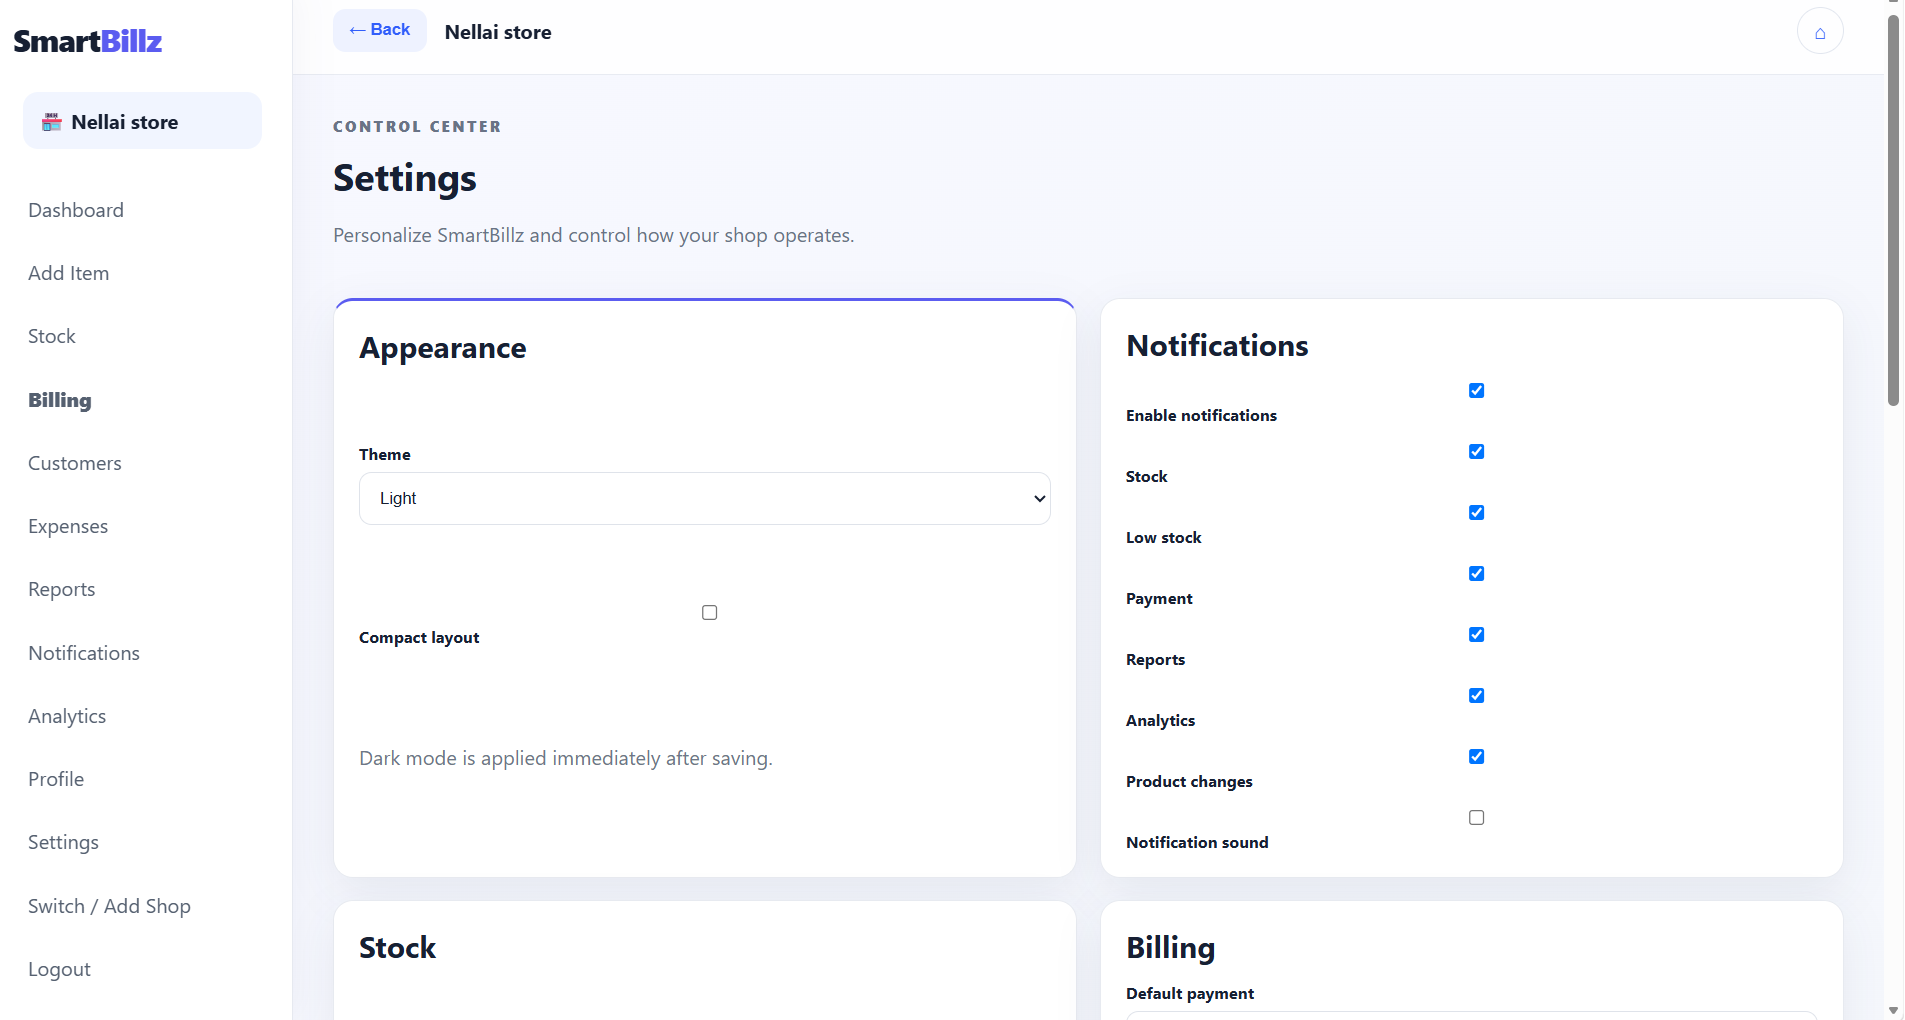 SmartBillz
Nellai store
Dashboard
Add Item
Stock
Billing
Customers
Expenses
Reports
Notifications
Analytics
Profile
Settings
Switch / Add Shop
Logout
← Back
Nellai store
CONTROL CENTER
Settings
Personalize SmartBillz and control how your shop operates.
Appearance
Theme
Light
Compact layout
Dark mode is applied immediately after saving.
Notifications
Enable notifications
Stock
Low stock
Payment
Reports
Analytics
Product changes
Notification sound
Stock
Billing
Default payment